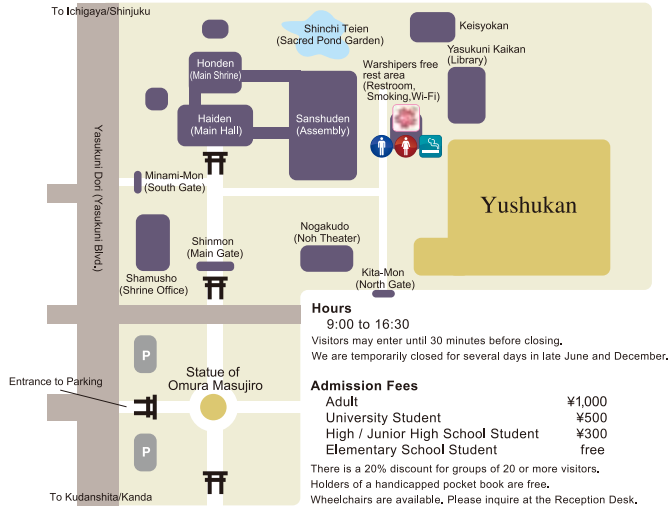 To Ichigaya/Shinjuku
Shinchi Teien
(Sacred Pond Garden)
Keisyokan
Yasukuni Kaikan
(Library)
Honden
(Main Shrine)
Warshipers free
rest area
(Restroom,
Smoking,Wi-Fi)
Haiden
(Main Hall)
Sanshuden
(Assembly)
Yasukuni Dori (Yasukuni Blvd.)
Minami-Mon
(South Gate)
Yushukan
Shinmon
(Main Gate)
Nogakudo
(Noh Theater)
Shamusho
(Shrine Office)
Kita-Mon
(North Gate)
Hours
9:00 to 16:30
Visitors may enter until 30 minutes before closing.
We are temporarily closed for several days in late June and December.
P
Statue of
Omura Masujiro
Entrance to Parking
P
Admission Fees
Adult ¥1,000
University Student ¥500
High / Junior High School Student ¥300
Elementary School Student free
There is a 20% discount for groups of 20 or more visitors.
Holders of a handicapped pocket book are free.
Wheelchairs are available. Please inquire at the Reception Desk.
To Kudanshita/Kanda